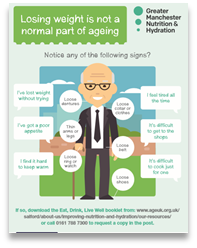 Losing weight is not a
normal part of ageing
Greater
Manchester
Nutrition &
Hydration
Notice any of the following signs?
I've lost weight
without trying
Loose
dentures
Loose
collar or
clothes
I feel tired all
the time
I've got a poor
appetite
Thin
arms or
legs
Loose
belt
It's difficult
to get to the
shops
I find it hard
to keep warm
Loose
ring or
watch
Loose
shoes
It's difficult to
cook just for
one
If so, download the Eat, Drink, Live Well booklet from: www.ageuk.org.uk/
salford/about-us/improving-nutrition-and-hydration/our-resources/
or call 0161 788 7300 to request a copy in the post.